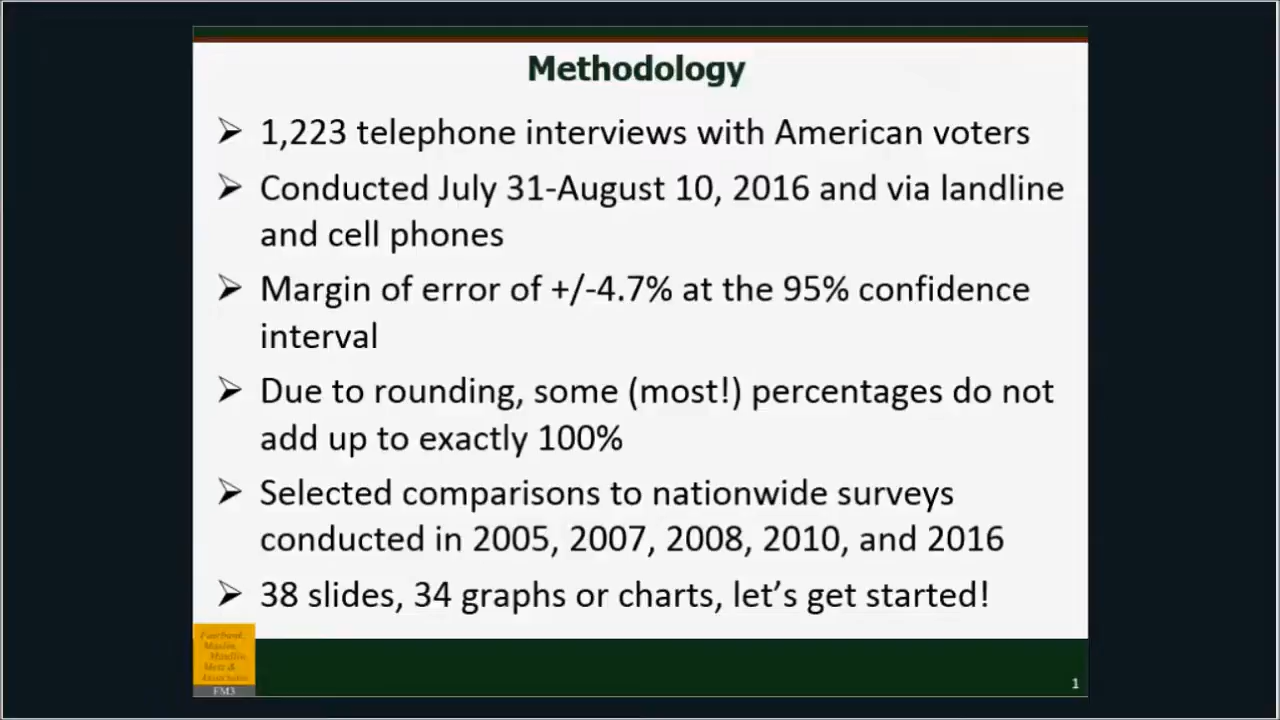 Methodology
➢ 1,223 telephone interviews with American voters
➢ Conducted July 31-August 10, 2016 and via landline
and cell phones
➢ Margin of error of +/-4.7% at the 95% confidence
interval
➢ Due to rounding, some (most!) percentages do not
add up to exactly 100%
➢ Selected comparisons to nationwide surveys
conducted in 2005, 2007, 2008, 2010, and 2016
➢ 38 slides, 34 graphs or charts, let's get started!
Metz &
FM3
1